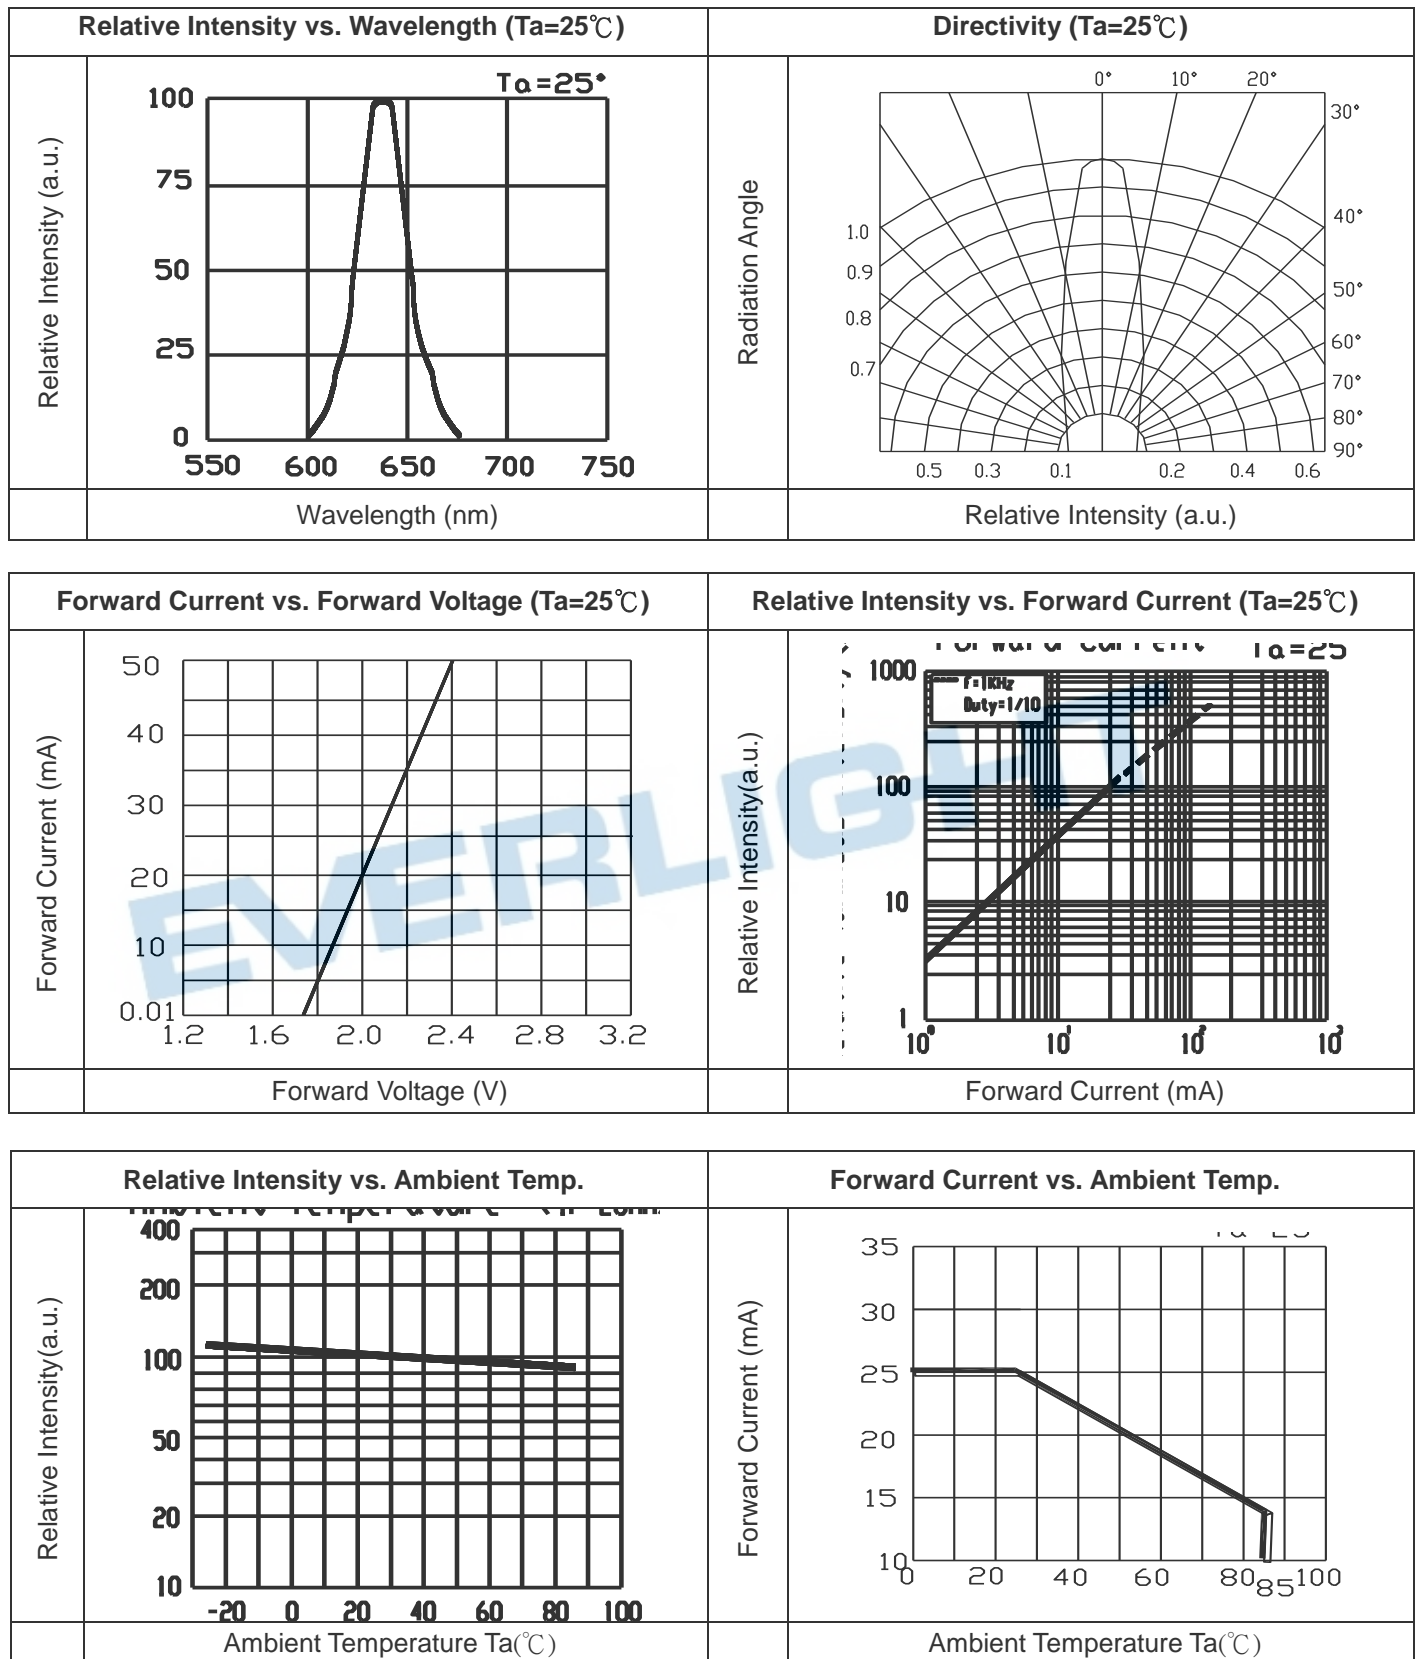 Relative Intensity vs. Wavelength (Ta=25℃)
Directivity (Ta=25℃)
Relative Intensity (a.u.)
Ta=25°
100
75
50
25
0
550 600 650 700 750
Wavelength (nm)
Radiation Angle
0° 10° 20°
30°
40°
50°
60°
70°
80°
90°
1.0
0.9
0.8
0.7
0.5 0.3 0.1 0.2 0.4 0.6
Relative Intensity (a.u.)
Forward Current vs. Forward Voltage (Ta=25℃)
Relative Intensity vs. Forward Current (Ta=25℃)
Forward Current (mA)
50
40
30
20
10
0.01
1.2 1.6 2.0 2.4 2.8 3.2
Forward Voltage (V)
Relative Intensity(a.u.)
Forward Current Ta=25
1000
f=1KHz
Duty=1/10
100
10
1
10⁰ 10¹ 10² 10³
Forward Current (mA)
EVERLIGHT
Relative Intensity vs. Ambient Temp.
Forward Current vs. Ambient Temp.
Relative Intensity(a.u.)
400
200
100
50
20
10
-20 0 20 40 60 80 100
Ambient Temperature Ta(℃)
Forward Current (mA)
35
30
25
20
15
10
0 20 40 60 80 85 100
Ambient Temperature Ta(℃)